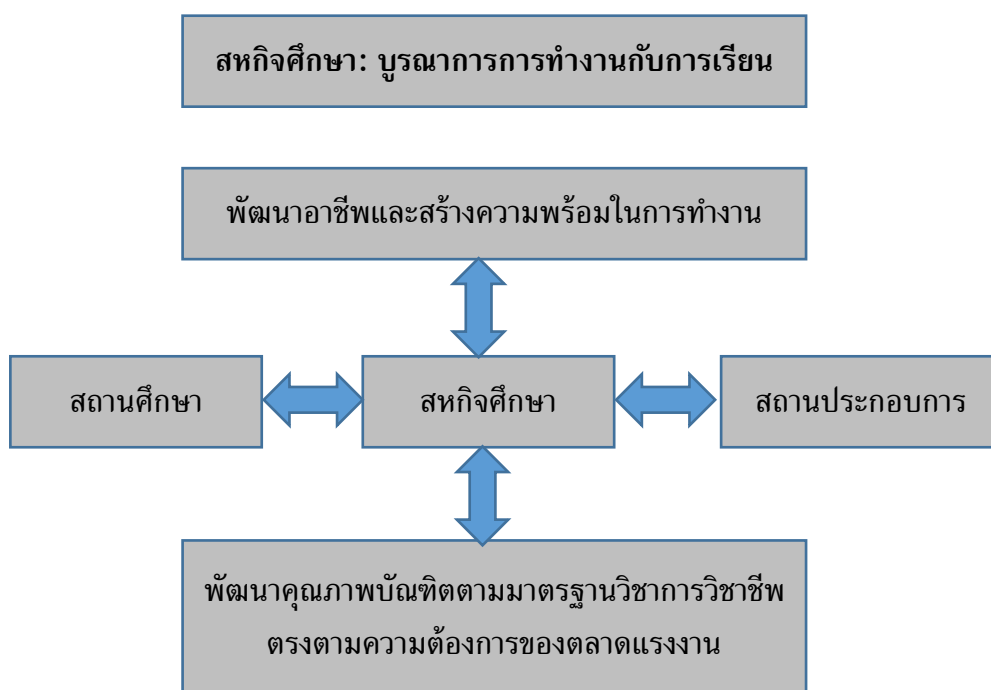 สหกิจศึกษา: บูรณาการการทำงานกับการเรียน
พัฒนาอาชีพและสร้างความพร้อมในการทำงาน
สถานศึกษา
สหกิจศึกษา
สถานประกอบการ
พัฒนาคุณภาพบัณฑิตตามมาตรฐานวิชาการวิชาชีพ
ตรงตามความต้องการของตลาดแรงงาน